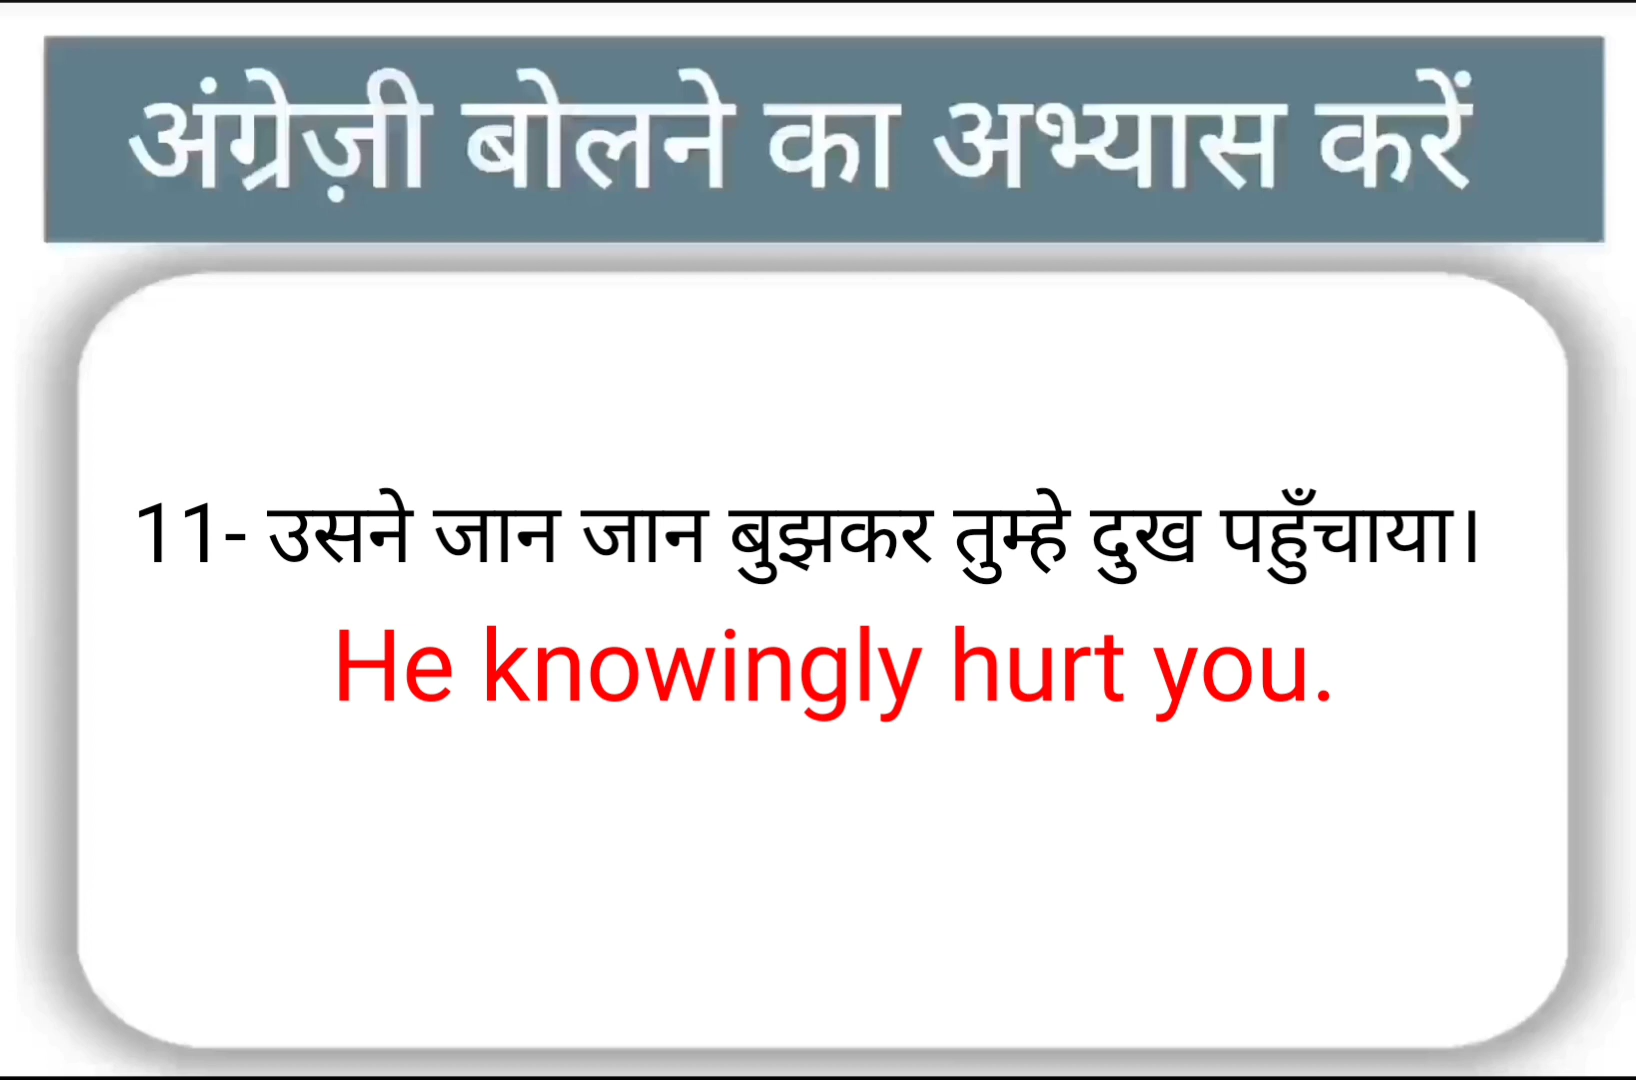 अंग्रेज़ी बोलने का अभ्यास करें
11- उसने जान जान बुझकर तुम्हे दुख पहुँचाया।
He knowingly hurt you.